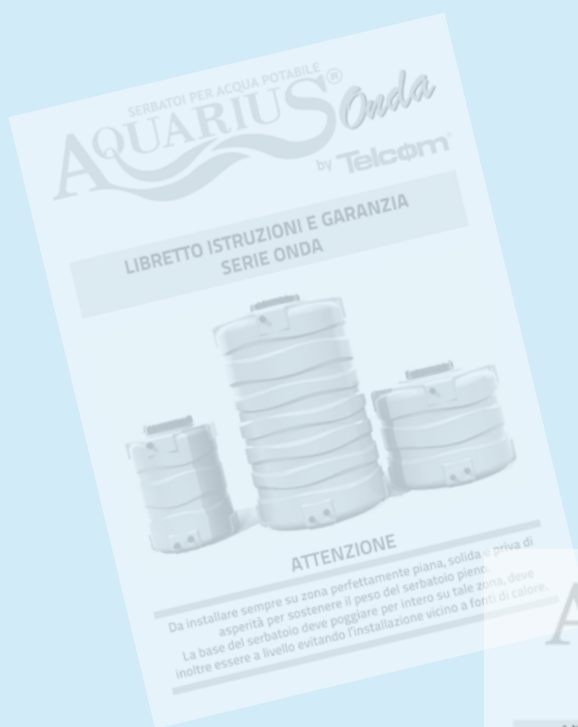 SERBATOI PER ACQUA POTABILE
AQUARIUS® Onda
by Telcom®
LIBRETTO ISTRUZIONI E GARANZIA
SERIE ONDA
ATTENZIONE
Da installare sempre su zona perfettamente piana, solida e priva di
asperità per sostenere il peso del serbatoio pieno.
La base del serbatoio deve poggiare per intero su tale zona, deve
inoltre essere a livello evitando l'installazione vicino a fonti di calore.
A